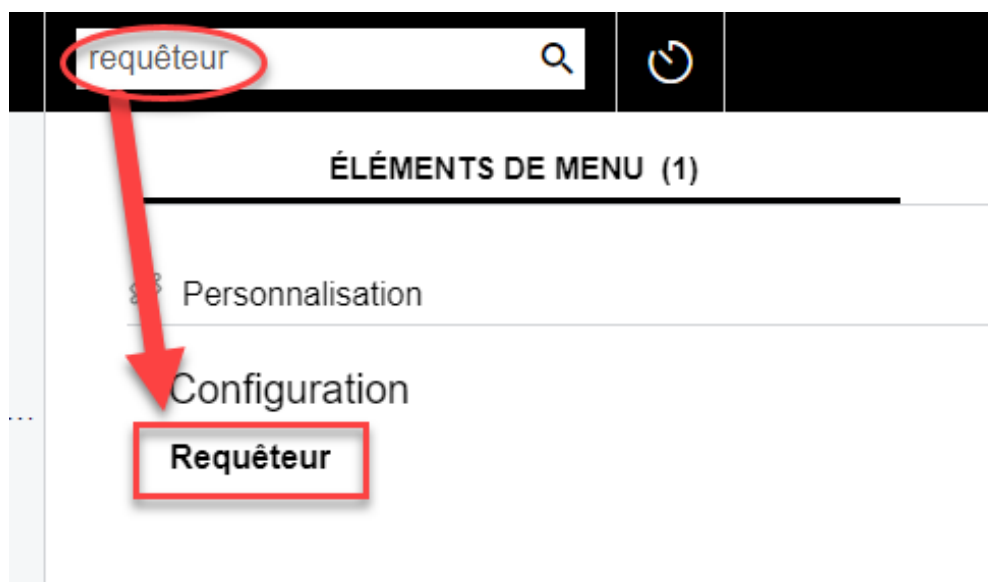 requêteur
ÉLÉMENTS DE MENU (1)
Personnalisation
Configuration
...
Requêteur